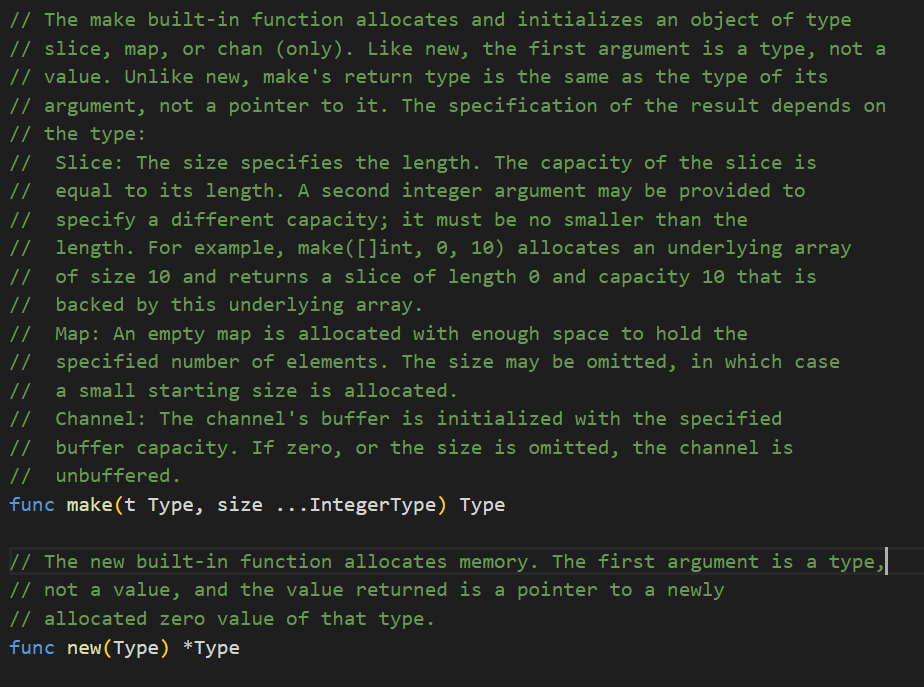 // The make built-in function allocates and initializes an object of type
// slice, map, or chan (only). Like new, the first argument is a type, not a
// value. Unlike new, make's return type is the same as the type of its
// argument, not a pointer to it. The specification of the result depends on
// the type:
//  Slice: The size specifies the length. The capacity of the slice is
//  equal to its length. A second integer argument may be provided to
//  specify a different capacity; it must be no smaller than the
//  length. For example, make([]int, 0, 10) allocates an underlying array
//  of size 10 and returns a slice of length 0 and capacity 10 that is
//  backed by this underlying array.
//  Map: An empty map is allocated with enough space to hold the
//  specified number of elements. The size may be omitted, in which case
//  a small starting size is allocated.
//  Channel: The channel's buffer is initialized with the specified
//  buffer capacity. If zero, or the size is omitted, the channel is
//  unbuffered.
func make(t Type, size ...IntegerType) Type

// The new built-in function allocates memory. The first argument is a type,
// not a value, and the value returned is a pointer to a newly
// allocated zero value of that type.
func new(Type) *Type